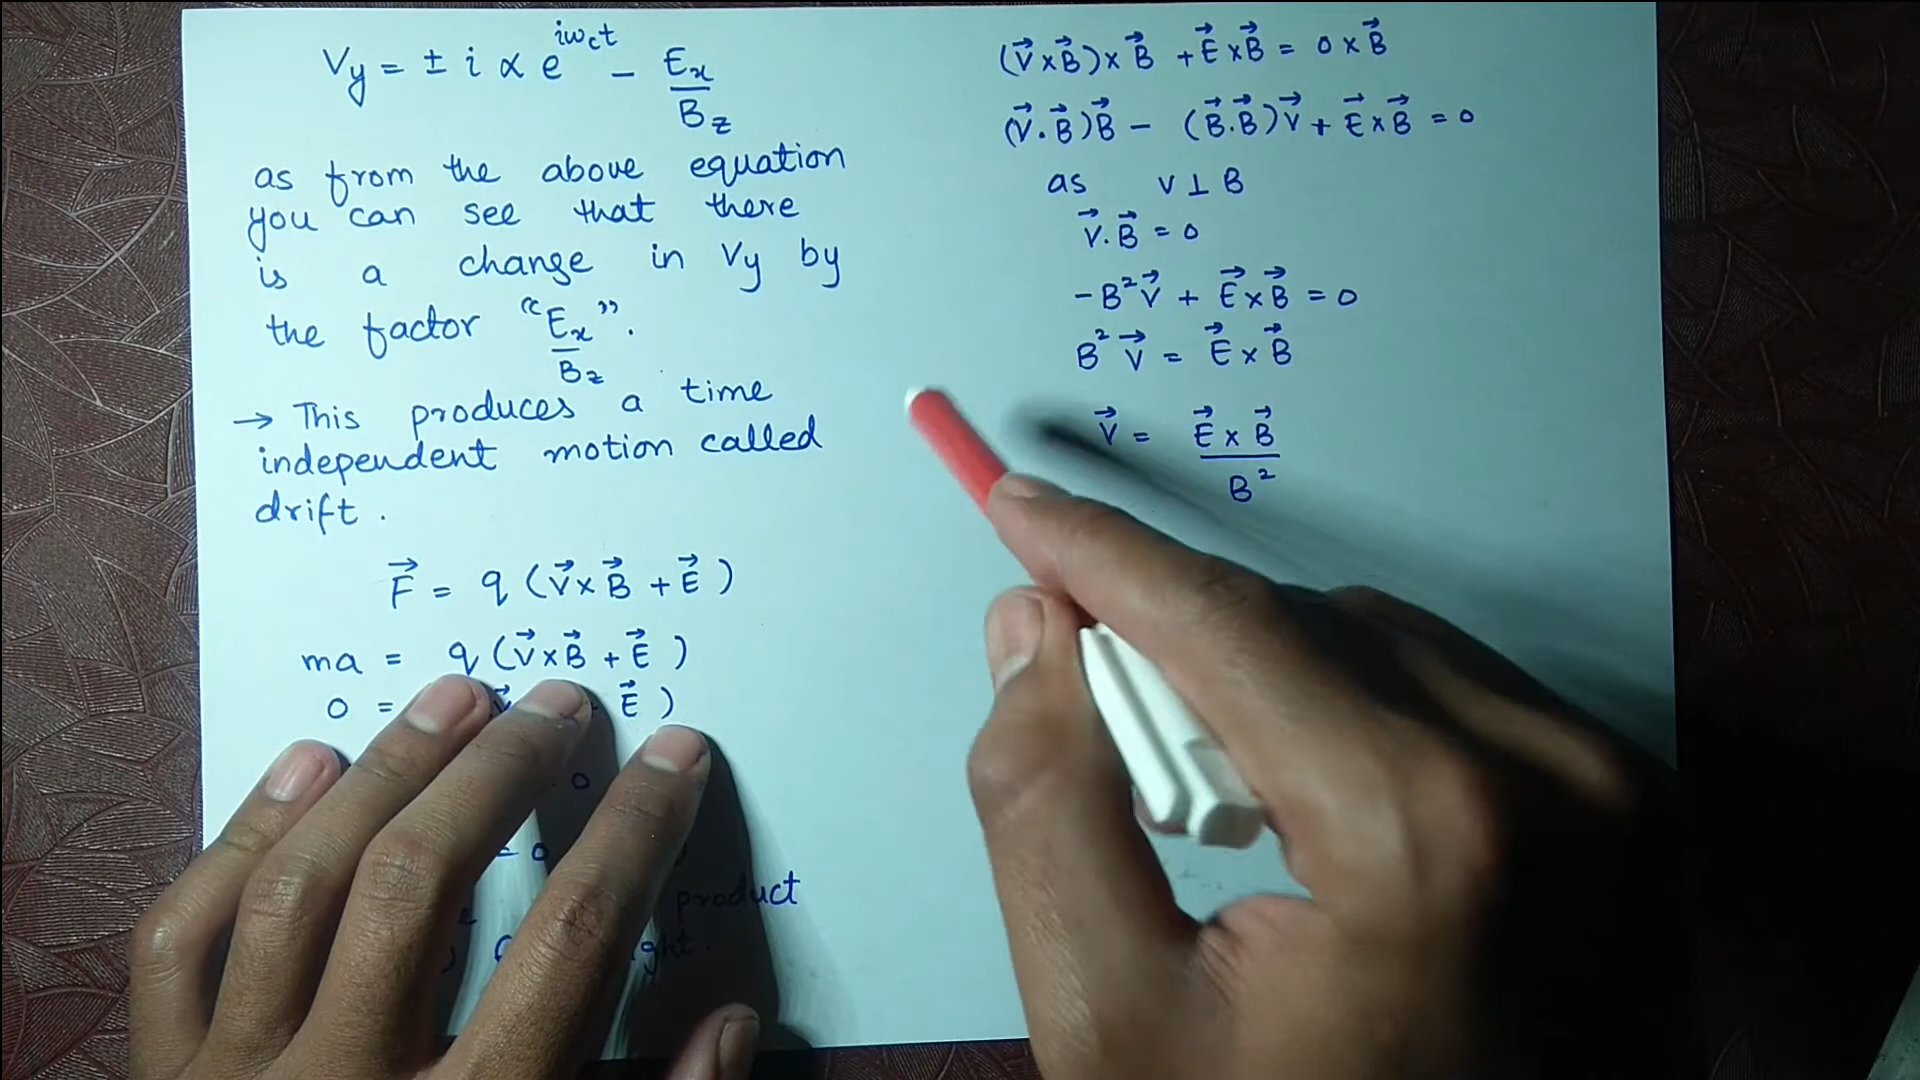 Vy = ± i α e^{iω_c t} − Ex/Bz
as from the above equation
you can see that there
is a change in Vy by
the factor “Ex/Bz”.
→ This produces a time
independent motion called
drift .
F⃗ = q (V⃗ × B⃗ + E⃗ )
ma = q (V⃗ × B⃗ + E⃗ )
0 = E⃗ )
0
= 0
product
(V⃗ × B⃗) × B⃗ + E⃗ × B⃗ = 0 × B⃗
(V⃗ . B⃗) B⃗ − (B⃗ . B⃗) V⃗ + E⃗ × B⃗ = 0
as V ⊥ B
V⃗ . B⃗ = 0
− B² V⃗ + E⃗ × B⃗ = 0
B² V⃗ = E⃗ × B⃗
V⃗ = E⃗ × B⃗ / B²